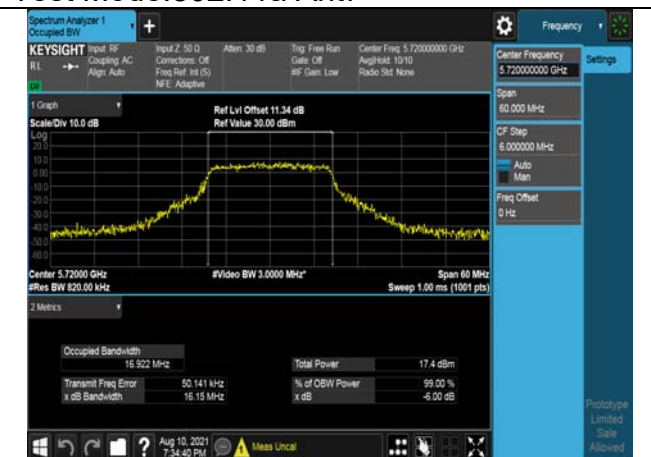 Spectrum Analyzer 1
Occupied BW
+
Frequency
KEYSIGHT
RL
Input: RF
Coupling: AC
Align: Auto
Input Z: 50 Ω
Corrections: Off
Freq Ref: Int (S)
NFE: Adaptive
Atten: 30 dB
Trig: Free Run
Gate: Off
#IF Gain: Low
Center Freq: 5.720000000 GHz
Avg|Hold: 10/10
Radio Std: None
Center Frequency
5.720000000 GHz
Settings
Span
60.000 MHz
CF Step
6.000000 MHz
Auto
Man
Freq Offset
0 Hz
1 Graph
Scale/Div 10.0 dB
Ref Lvl Offset 11.34 dB
Ref Value 30.00 dBm
Log
20.0
10.0
0.00
-10.0
-20.0
-30.0
-40.0
-50.0
-60.0
Center 5.72000 GHz
#Res BW 820.00 kHz
#Video BW 3.0000 MHz*
Span 60 MHz
Sweep 1.00 ms (1001 pts)
2 Metrics
Occupied Bandwidth
16.922 MHz
Total Power 17.4 dBm
Transmit Freq Error 50.141 kHz
% of OBW Power 99.00 %
x dB Bandwidth 16.15 MHz
x dB -6.00 dB
Prototype
Limited
Sale
Allowed
?
Aug 10, 2021
7:34:40 PM
Meas Uncal